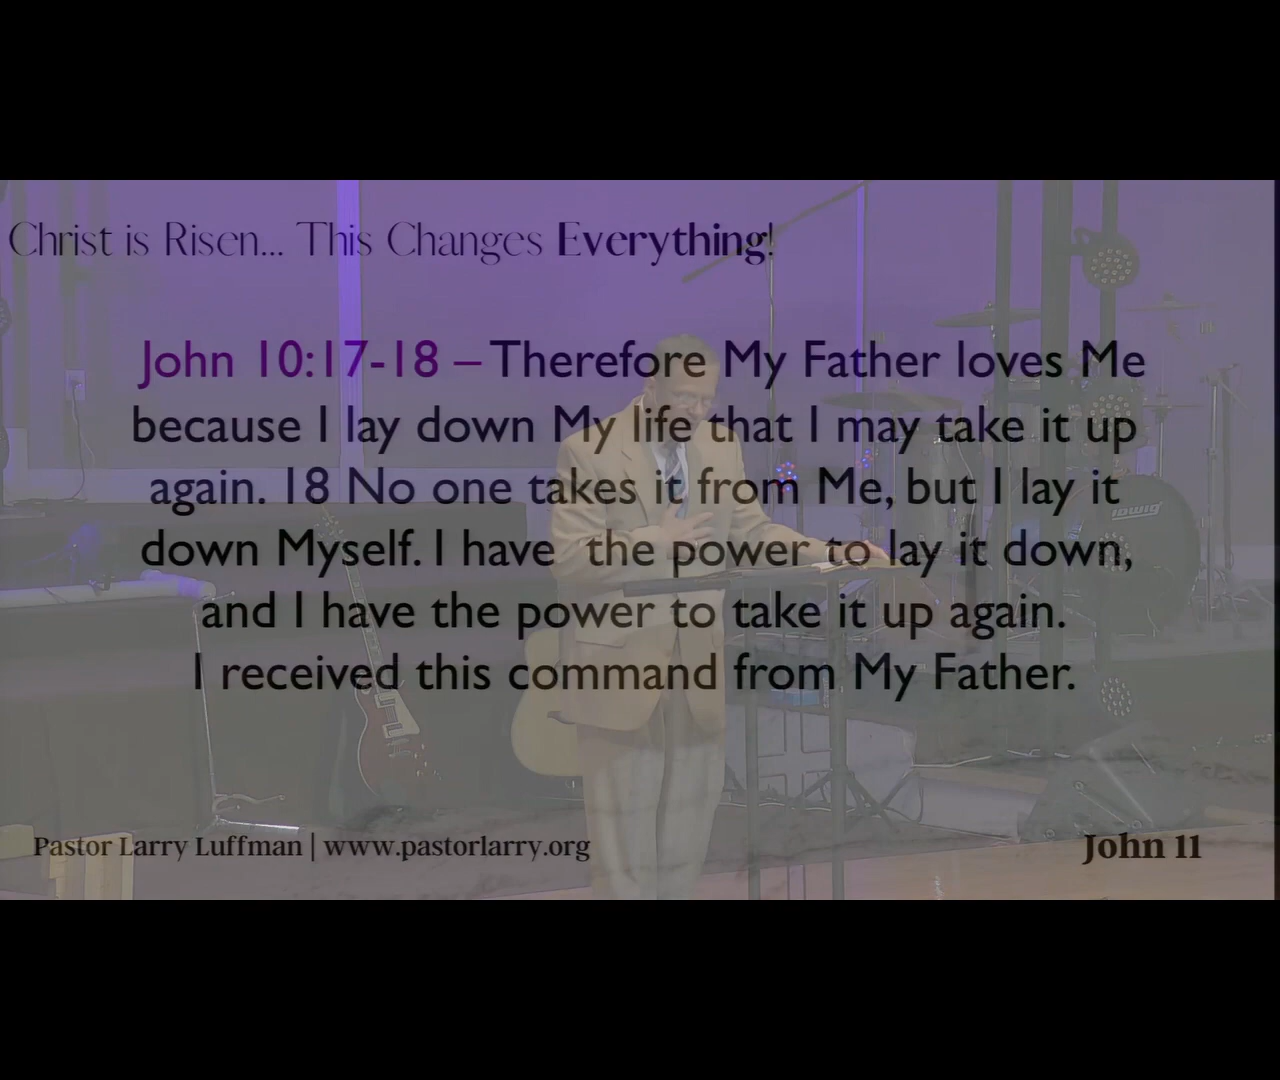 Christ is Risen... This Changes Everything!
John 10:17-18 – Therefore My Father loves Me
because I lay down My life that I may take it up
again. 18 No one takes it from Me, but I lay it
down Myself. I have the power to lay it down,
and I have the power to take it up again.
I received this command from My Father.
Ludwig
Pastor Larry Luffman | www.pastorlarry.org
John 11